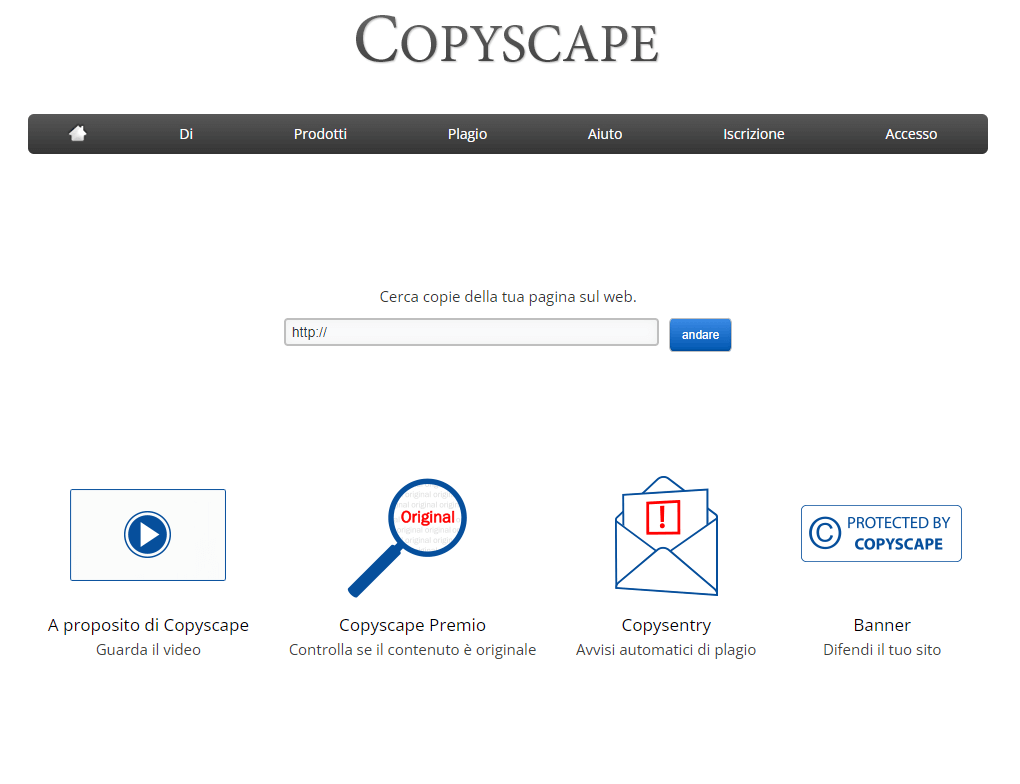 COPYSCAPE
Di Prodotti Plagio Aiuto Iscrizione Accesso
Cerca copie della tua pagina sul web.
http:// andare
Original
!
© PROTECTED BY
COPYSCAPE
A proposito di Copyscape
Guarda il video
Copyscape Premio
Controlla se il contenuto è originale
Copysentry
Avvisi automatici di plagio
Banner
Difendi il tuo sito